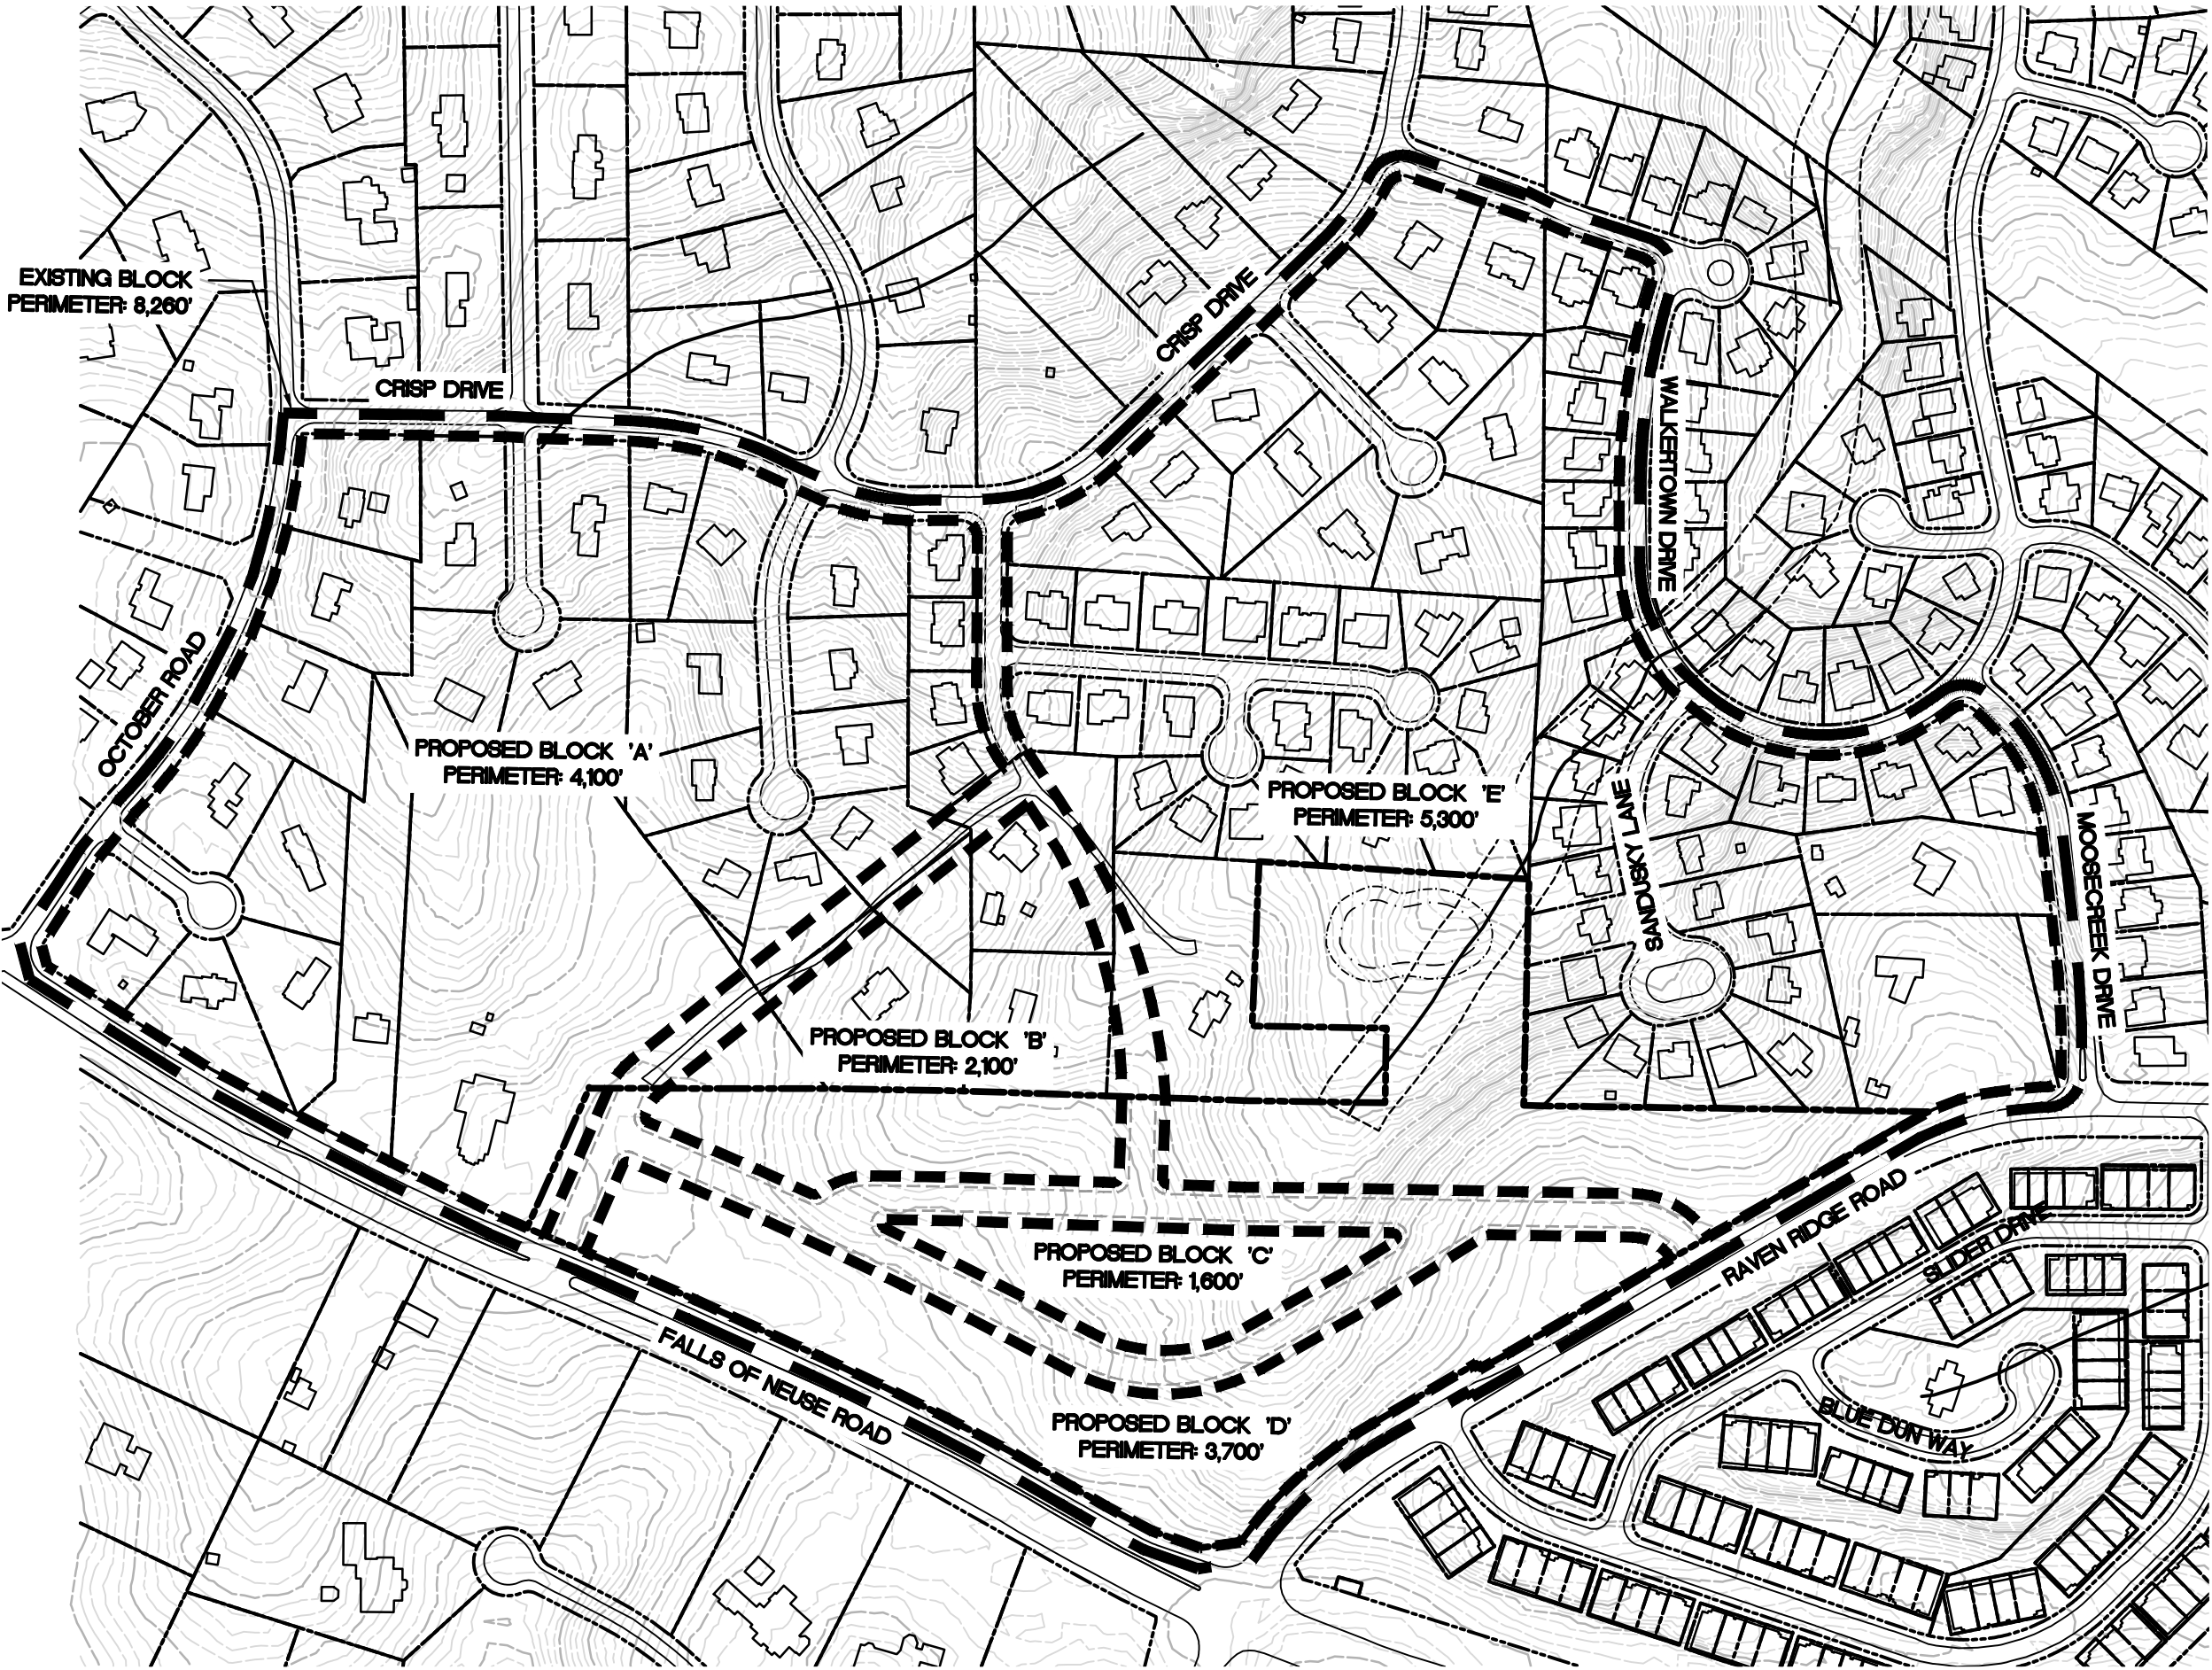 EXISTING BLOCK
PERIMETER: 8,260'
CRISP DRIVE
CRISP DRIVE
WALKERTOWN DRIVE
OCTOBER ROAD
PROPOSED BLOCK 'A'
PERIMETER: 4,100'
PROPOSED BLOCK 'E'
PERIMETER: 5,300'
SANDUSKY LANE
MOOSECREEK DRIVE
PROPOSED BLOCK 'B'
PERIMETER: 2,100'
PROPOSED BLOCK 'C'
PERIMETER: 1,600'
RAVEN RIDGE ROAD
SLIDER DRIVE
FALLS OF NEUSE ROAD
PROPOSED BLOCK 'D'
PERIMETER: 3,700'
BLUE DUN WAY